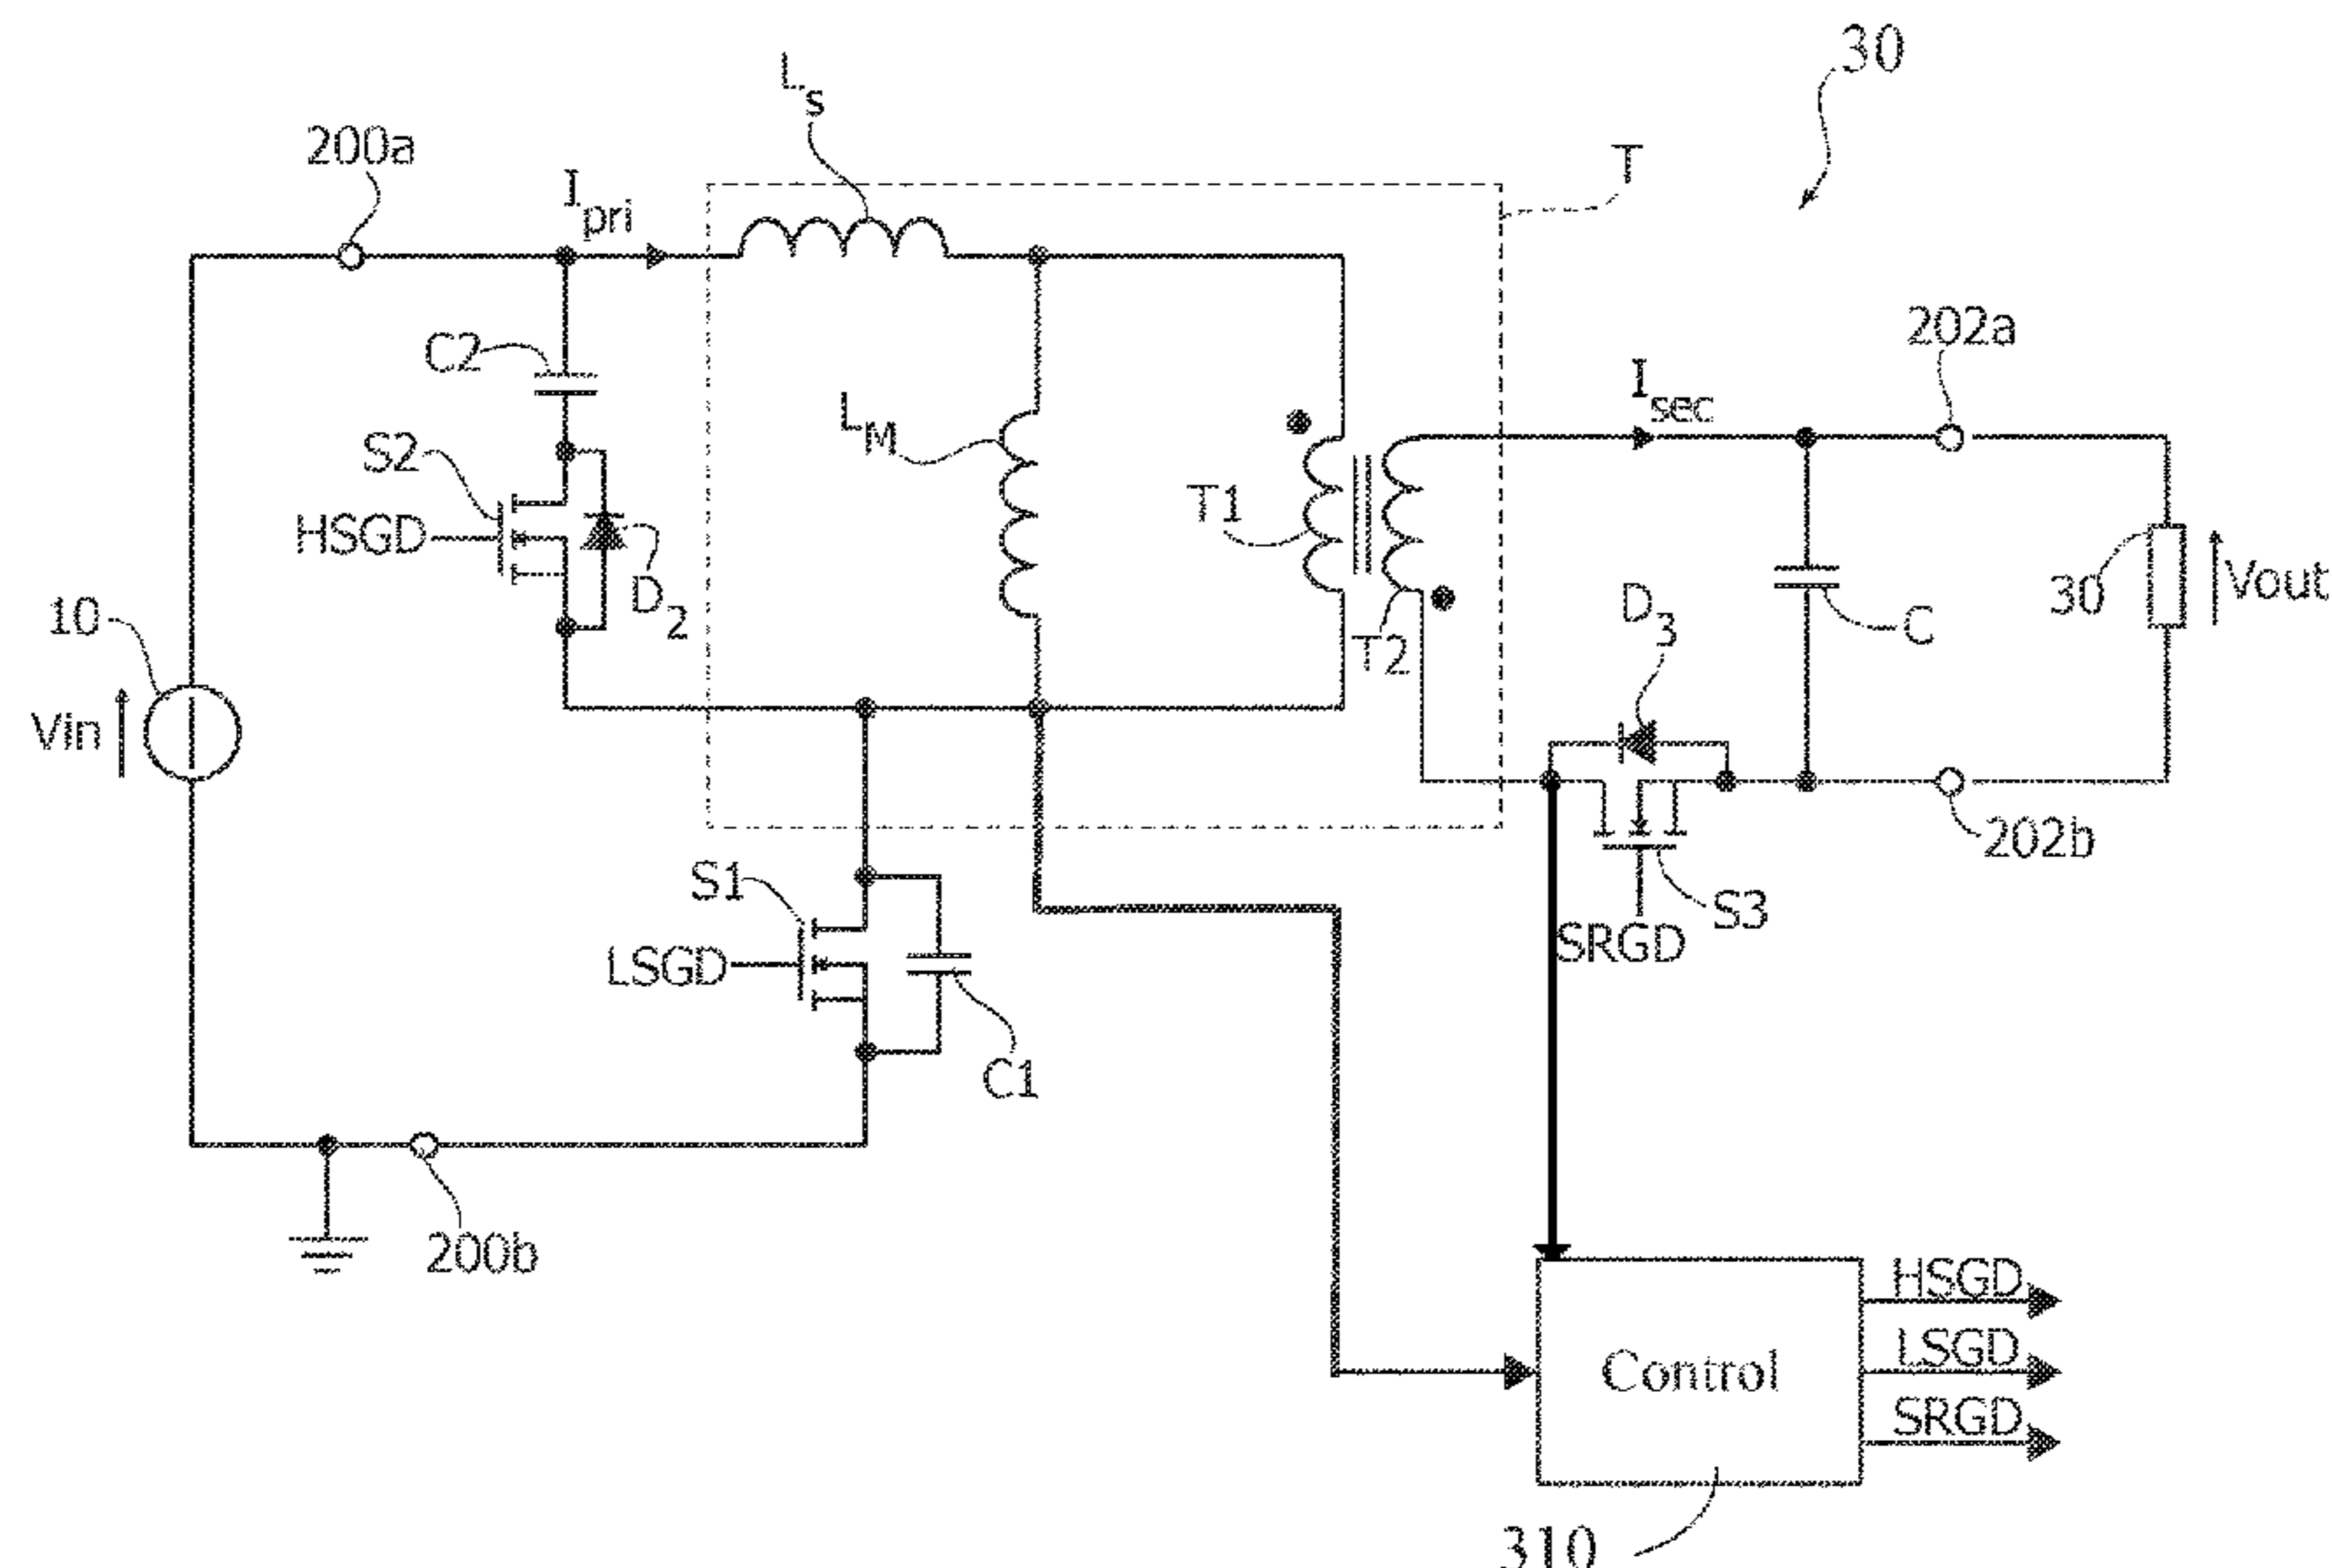 30
Ls
200a
Ipri
T
C2
202a
Isec
LM
S2
T1
HSGD
D2
30
Vout
10
D3
C
T2
Vin
202b
S1
S3
LSGD
SRGD
C1
200b
HSGD
LSGD
Control
SRGD
310